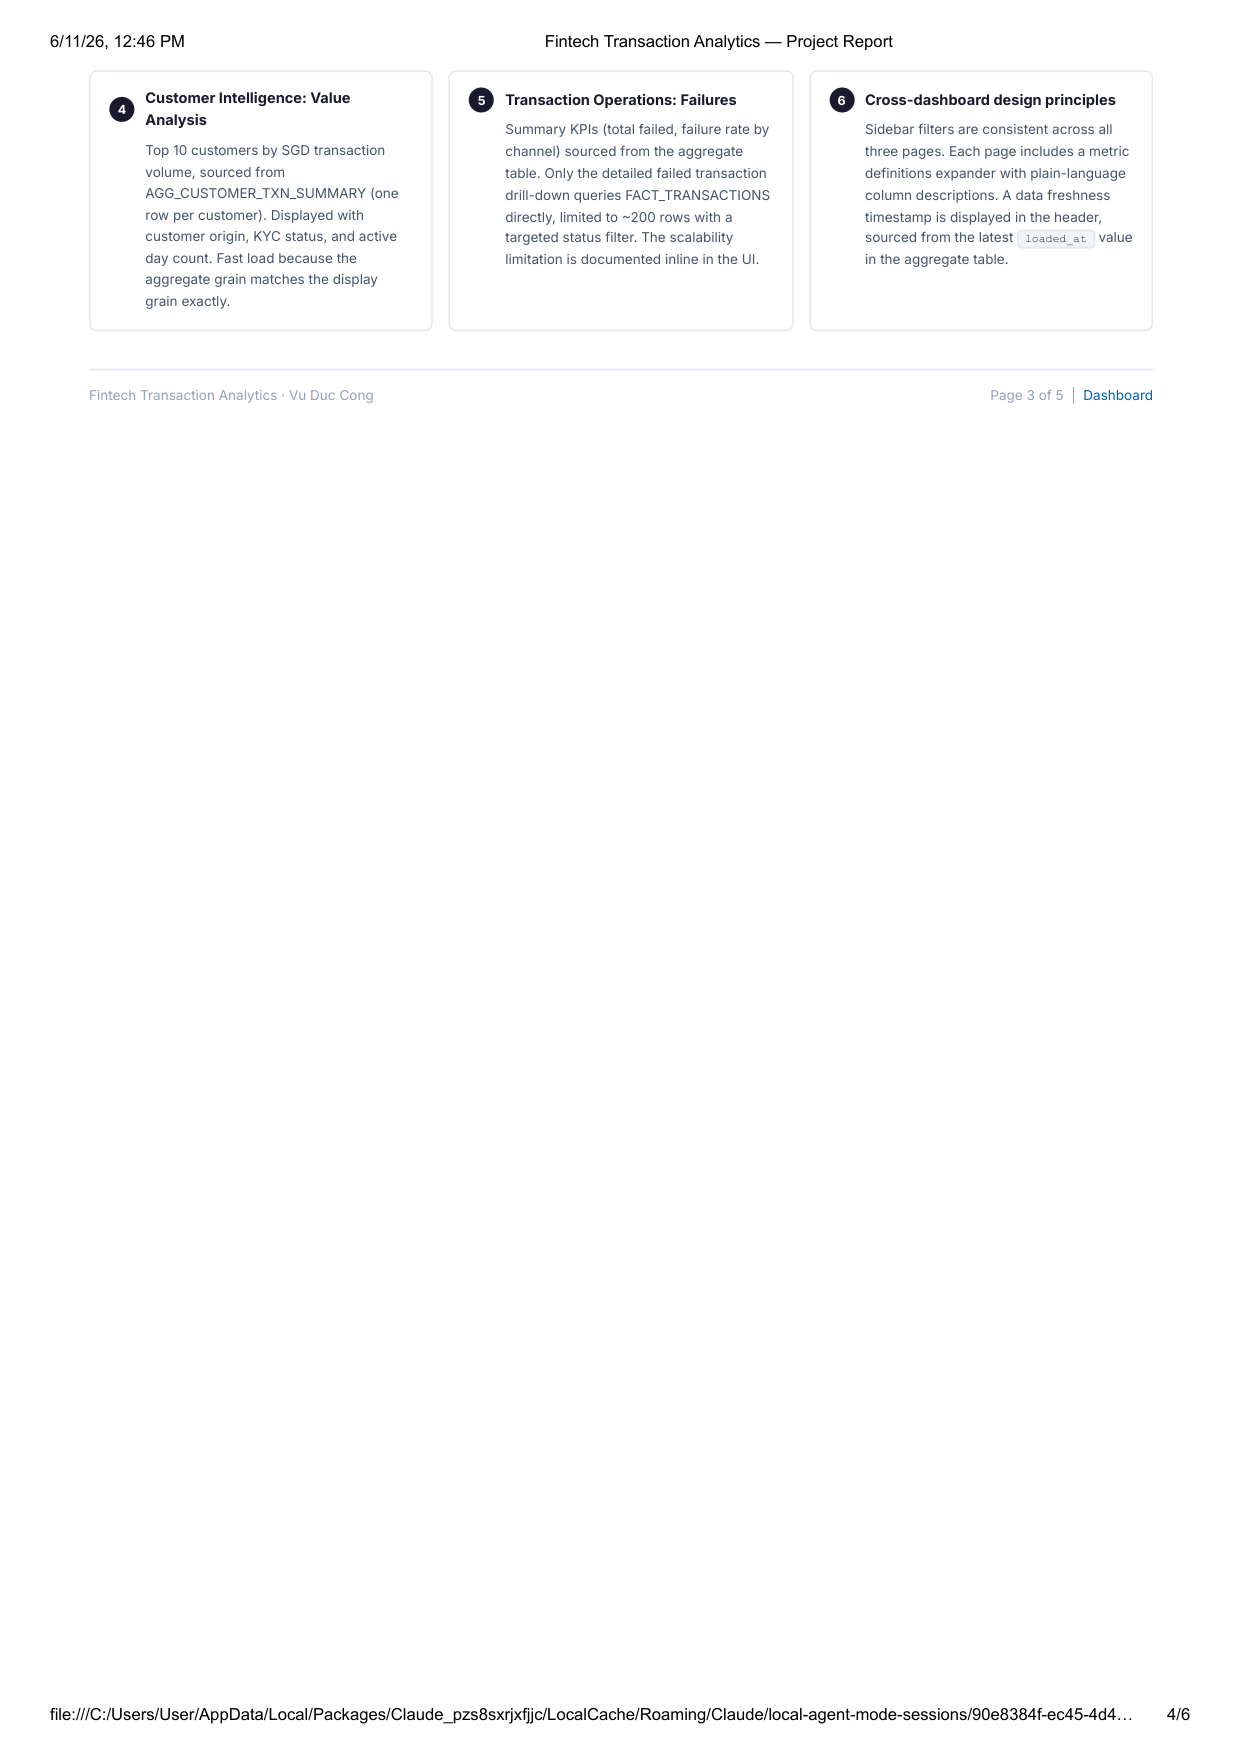 6/11/26, 12:46 PM
Fintech Transaction Analytics — Project Report
4
Customer Intelligence: Value
Analysis
Top 10 customers by SGD transaction
volume, sourced from
AGG_CUSTOMER_TXN_SUMMARY (one
row per customer). Displayed with
customer origin, KYC status, and active
day count. Fast load because the
aggregate grain matches the display
grain exactly.
5
Transaction Operations: Failures
Summary KPIs (total failed, failure rate by
channel) sourced from the aggregate
table. Only the detailed failed transaction
drill-down queries FACT_TRANSACTIONS
directly, limited to ~200 rows with a
targeted status filter. The scalability
limitation is documented inline in the UI.
6
Cross-dashboard design principles
Sidebar filters are consistent across all
three pages. Each page includes a metric
definitions expander with plain-language
column descriptions. A data freshness
timestamp is displayed in the header,
sourced from the latest loaded_at value
in the aggregate table.
Fintech Transaction Analytics · Vu Duc Cong
Page 3 of 5 | Dashboard
file:///C:/Users/User/AppData/Local/Packages/Claude_pzs8sxrjxfjjc/LocalCache/Roaming/Claude/local-agent-mode-sessions/90e8384f-ec45-4d4…
4/6